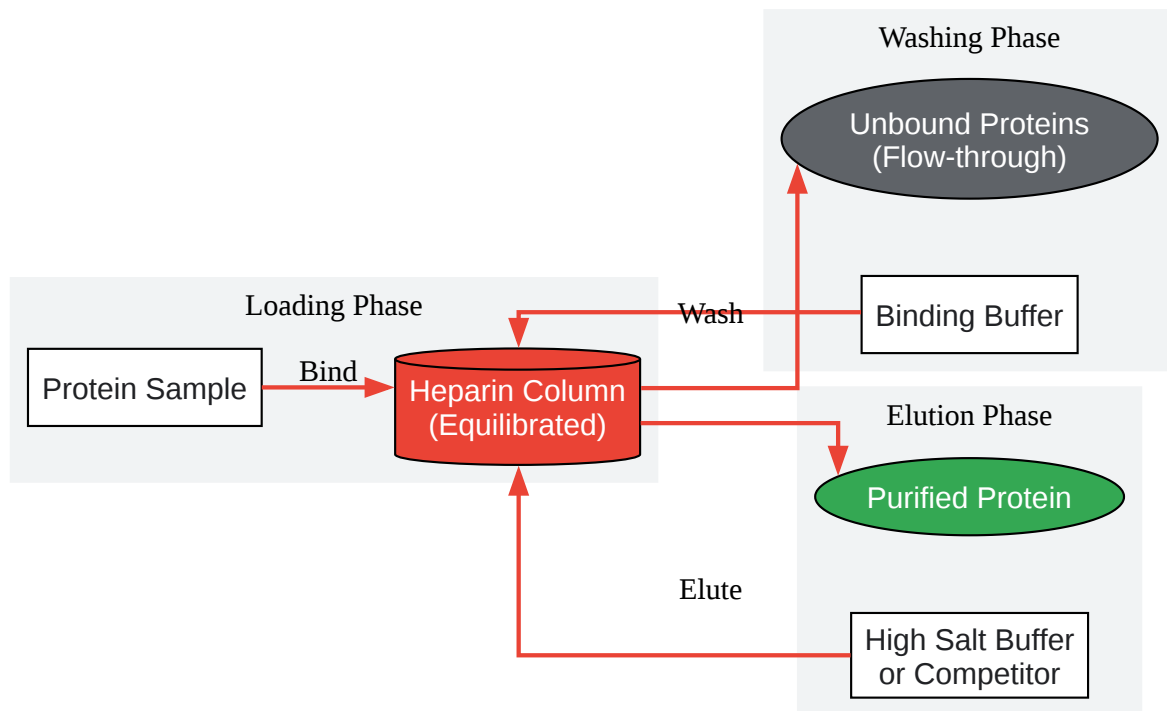 Washing Phase
Unbound Proteins
(Flow-through)
Binding Buffer
Wash
Loading Phase
Protein Sample
Bind
Heparin Column
(Equilibrated)
Elution Phase
Purified Protein
Elute
High Salt Buffer
or Competitor